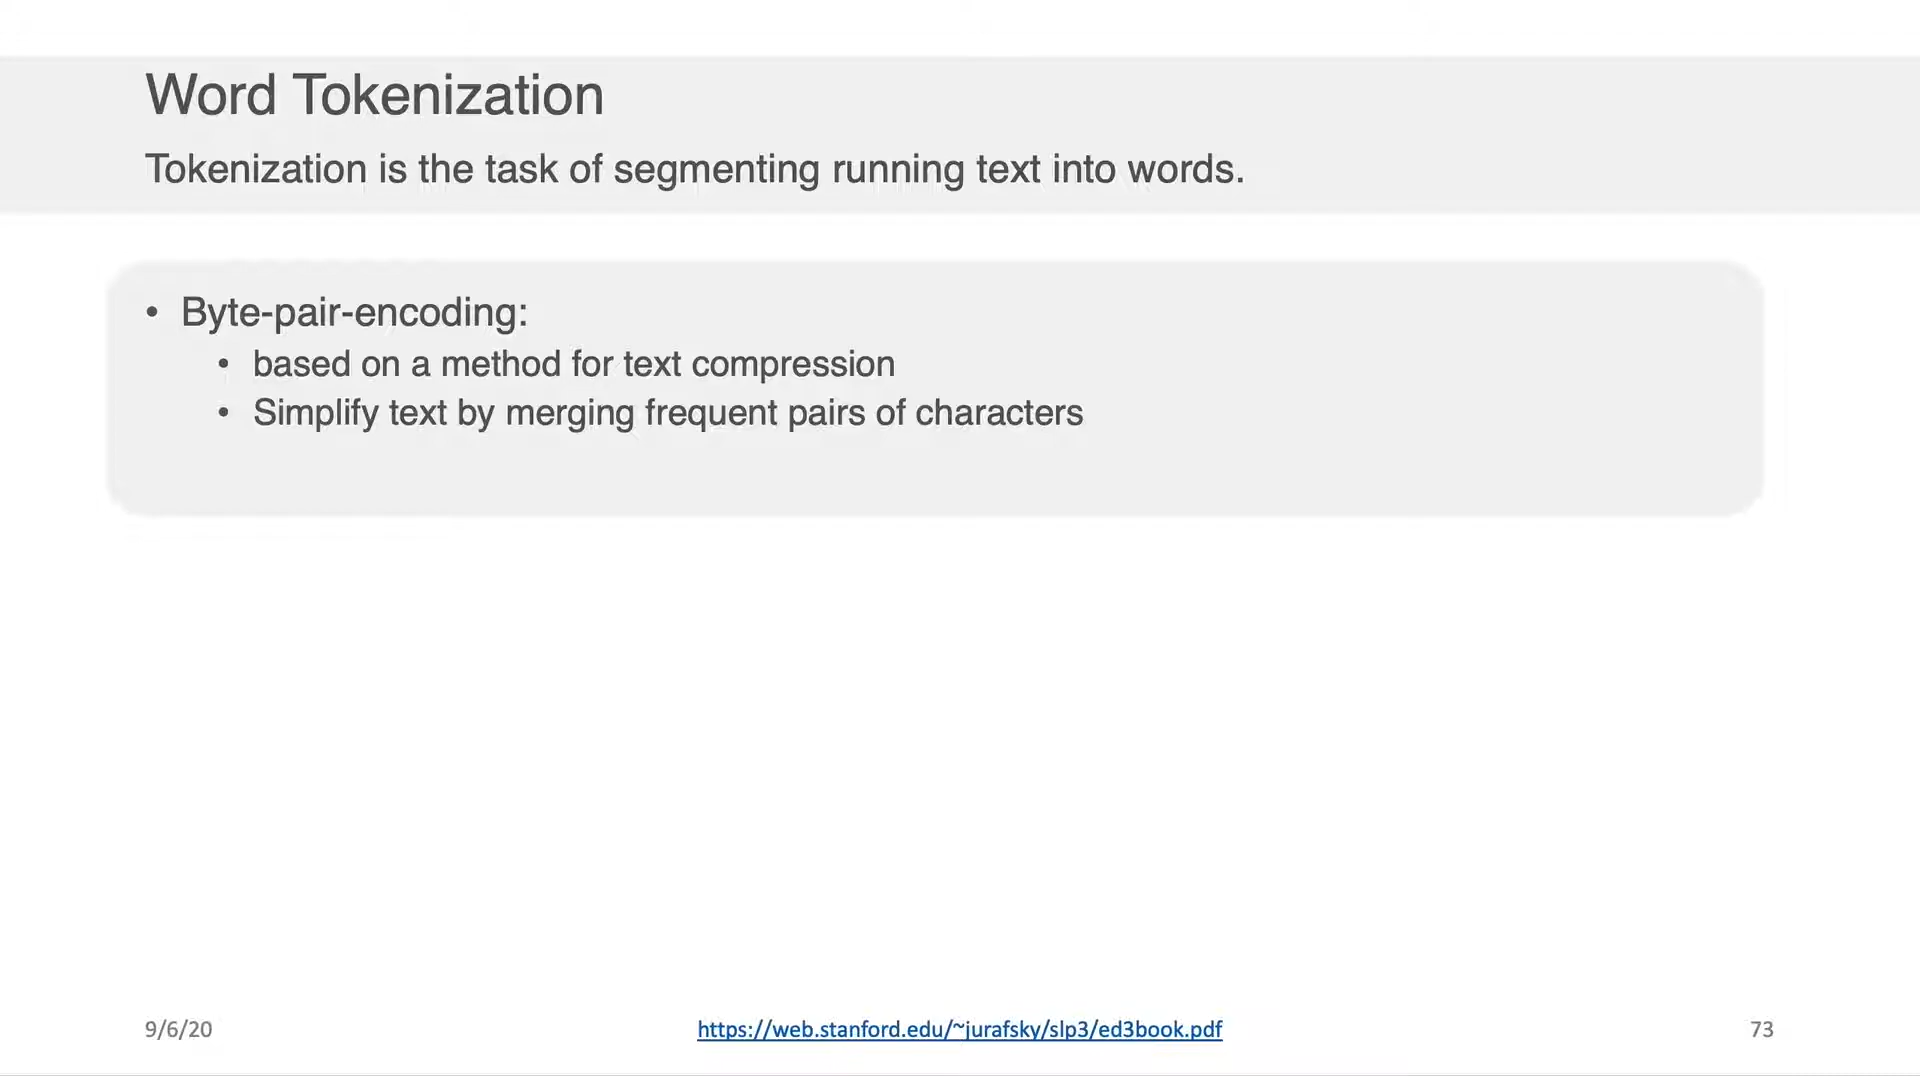 Word Tokenization
Tokenization is the task of segmenting running text into words.
• Byte-pair-encoding:
• based on a method for text compression
• Simplify text by merging frequent pairs of characters
9/6/20
https://web.stanford.edu/~jurafsky/slp3/ed3book.pdf
73